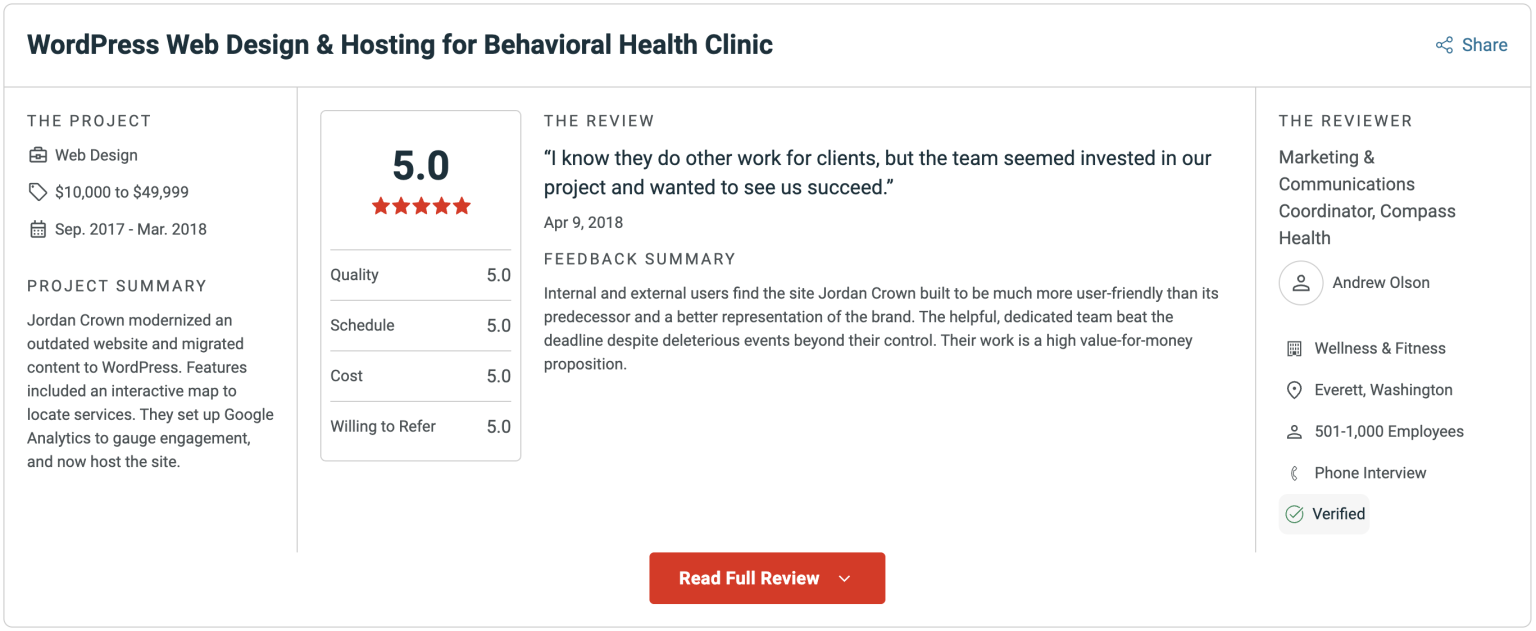 WordPress Web Design & Hosting for Behavioral Health Clinic
Share
THE PROJECT
Web Design
$10,000 to $49,999
Sep. 2017 - Mar. 2018
PROJECT SUMMARY
Jordan Crown modernized an
outdated website and migrated
content to WordPress. Features
included an interactive map to
locate services. They set up Google
Analytics to gauge engagement,
and now host the site.
5.0
Quality 5.0
Schedule 5.0
Cost 5.0
Willing to Refer 5.0
THE REVIEW
“I know they do other work for clients, but the team seemed invested in our
project and wanted to see us succeed.”
Apr 9, 2018
FEEDBACK SUMMARY
Internal and external users find the site Jordan Crown built to be much more user-friendly than its
predecessor and a better representation of the brand. The helpful, dedicated team beat the
deadline despite deleterious events beyond their control. Their work is a high value-for-money
proposition.
THE REVIEWER
Marketing &
Communications
Coordinator, Compass
Health
Andrew Olson
Wellness & Fitness
Everett, Washington
501-1,000 Employees
Phone Interview
Verified
Read Full Review